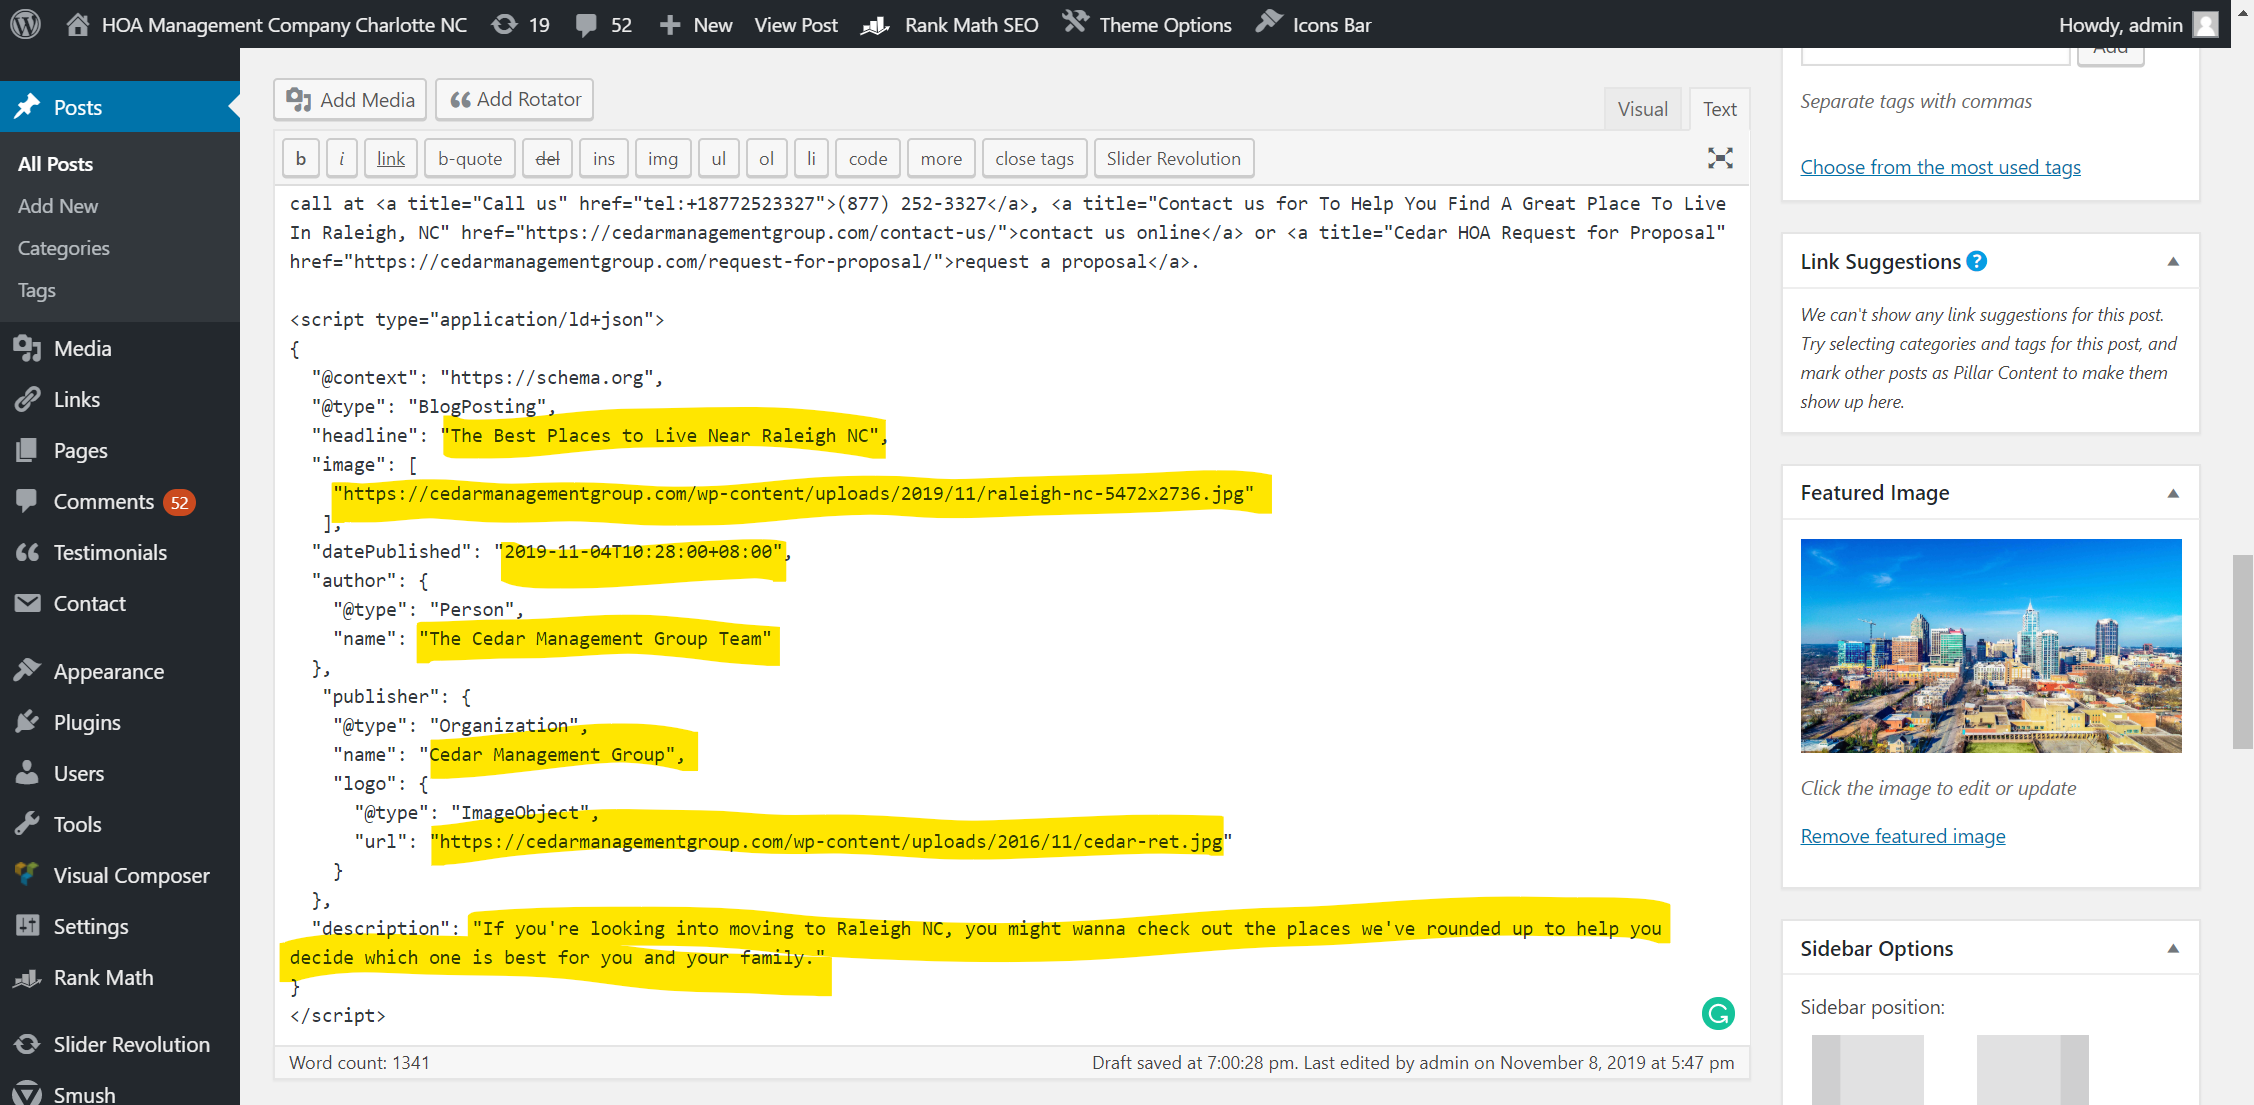 HOA Management Company Charlotte NC 19 52 New View Post Rank Math SEO Theme Options Icons Bar Howdy, admin
Posts
All Posts
Add New
Categories
Tags
Media
Links
Pages
Comments 52
Testimonials
Contact
Appearance
Plugins
Users
Tools
Visual Composer
Settings
Rank Math
Slider Revolution
Smush
Add Media Add Rotator
Visual Text
b i link b-quote del ins img ul ol li code more close tags Slider Revolution
call at <a title="Call us" href="tel:+18772523327">(877) 252-3327</a>, <a title="Contact us for To Help You Find A Great Place To Live
In Raleigh, NC" href="https://cedarmanagementgroup.com/contact-us/">contact us online</a> or <a title="Cedar HOA Request for Proposal"
href="https://cedarmanagementgroup.com/request-for-proposal/">request a proposal</a>.
<script type="application/ld+json">
{
"@context": "https://schema.org",
"@type": "BlogPosting",
"headline": "The Best Places to Live Near Raleigh NC",
"image": [
"https://cedarmanagementgroup.com/wp-content/uploads/2019/11/raleigh-nc-5472x2736.jpg"
],
"datePublished": "2019-11-04T10:28:00+08:00",
"author": {
"@type": "Person",
"name": "The Cedar Management Group Team"
},
"publisher": {
"@type": "Organization",
"name": "Cedar Management Group",
"logo": {
"@type": "ImageObject",
"url": "https://cedarmanagementgroup.com/wp-content/uploads/2016/11/cedar-ret.jpg"
}
},
"description": "If you're looking into moving to Raleigh NC, you might wanna check out the places we've rounded up to help you
decide which one is best for you and your family."
}
</script>
Word count: 1341 Draft saved at 7:00:28 pm. Last edited by admin on November 8, 2019 at 5:47 pm
Add
Separate tags with commas
Choose from the most used tags
Link Suggestions ?
We can't show any link suggestions for this post.
Try selecting categories and tags for this post, and
mark other posts as Pillar Content to make them
show up here.
Featured Image
Click the image to edit or update
Remove featured image
Sidebar Options
Sidebar position: